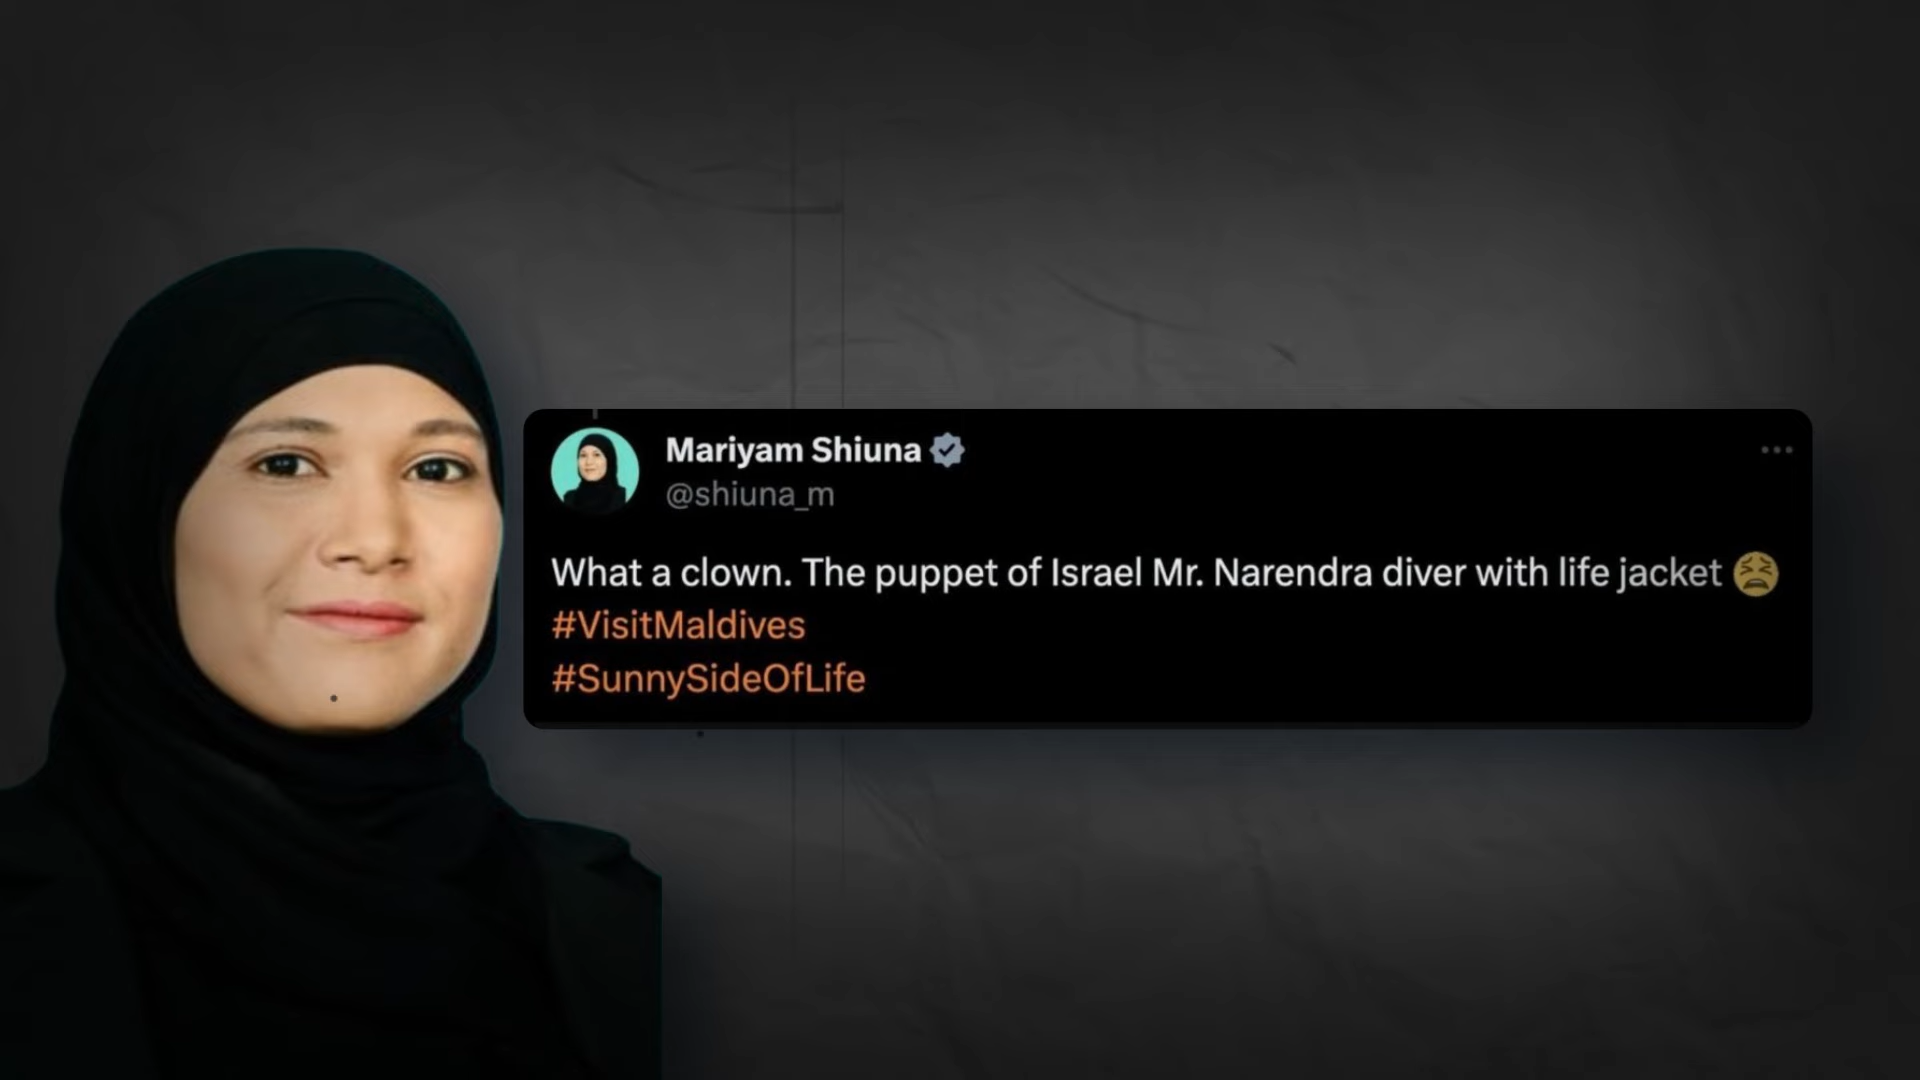 Mariyam Shiuna
@shiuna_m
What a clown. The puppet of Israel Mr. Narendra diver with life jacket 😫
#VisitMaldives
#SunnySideOfLife